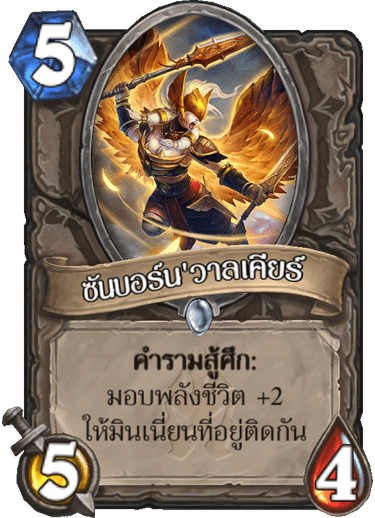 5
ซันบอร์น'วาลเคียร์
คำรามสู้ศึก:
มอบพลังชีวิต +2
ให้มินเนี่ยนที่อยู่ติดกัน
5
4